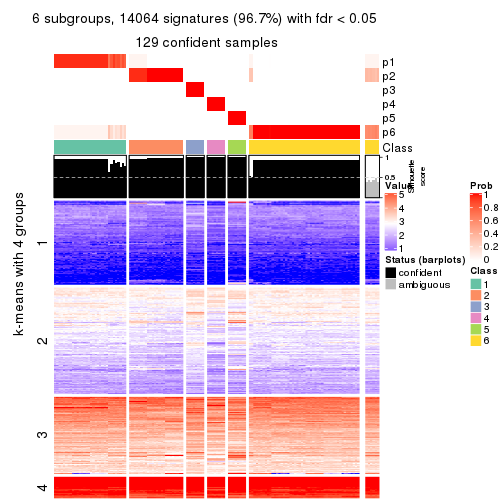 6 subgroups, 14064 signatures (96.7%) with fdr < 0.05
129 confident samples
p1
p2
p3
p4
p5
p6
Class
1
0.5
0
Silhouette
score
k-means with 4 groups
1
2
3
4
Value
5
4
3
2
1
Status (barplots)
confident
ambiguous
Prob
1
0.8
0.6
0.4
0.2
0
Class
1
2
3
4
5
6